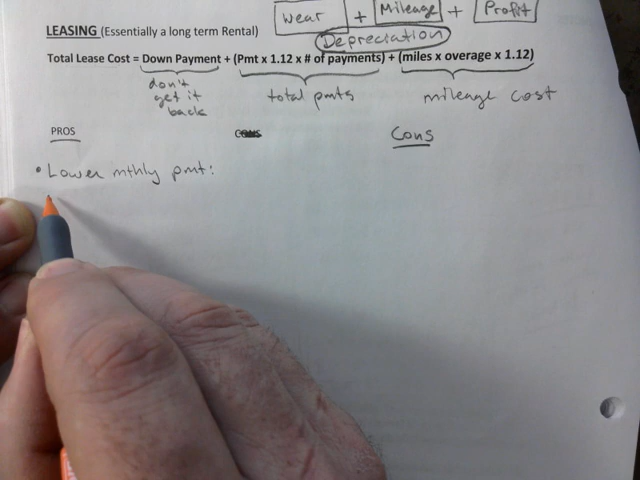 Wear + Mileage + Profit
LEASING (Essentially a long term Rental)
Depreciation
Total Lease Cost = Down Payment + (Pmt x 1.12 x # of payments) + (miles x overage x 1.12)
don't get it back
total pmts
mileage cost
PROS
Cons
• Lower mthly pmt: